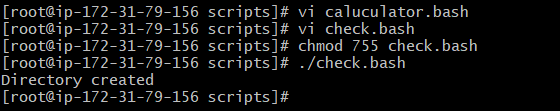 [root@ip-172-31-79-156 scripts]# vi caluculator.bash
[root@ip-172-31-79-156 scripts]# vi check.bash
[root@ip-172-31-79-156 scripts]# chmod 755 check.bash
[root@ip-172-31-79-156 scripts]# ./check.bash
Directory created
[root@ip-172-31-79-156 scripts]#